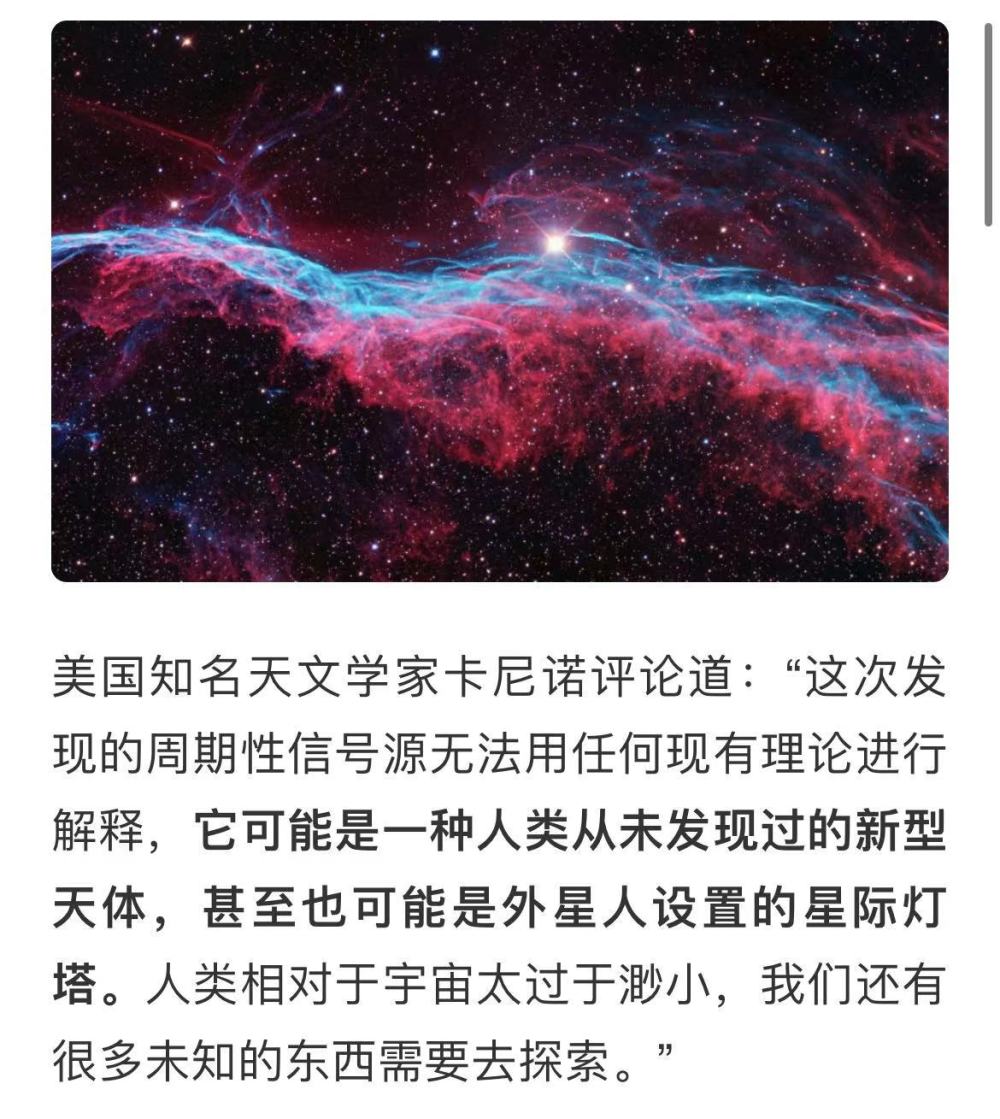 美国知名天文学家卡尼诺评论道：“这次发
现的周期性信号源无法用任何现有理论进行
解释，它可能是一种人类从未发现过的新型
天体，甚至也可能是外星人设置的星际灯
塔。人类相对于宇宙太过于渺小，我们还有
很多未知的东西需要去探索。”